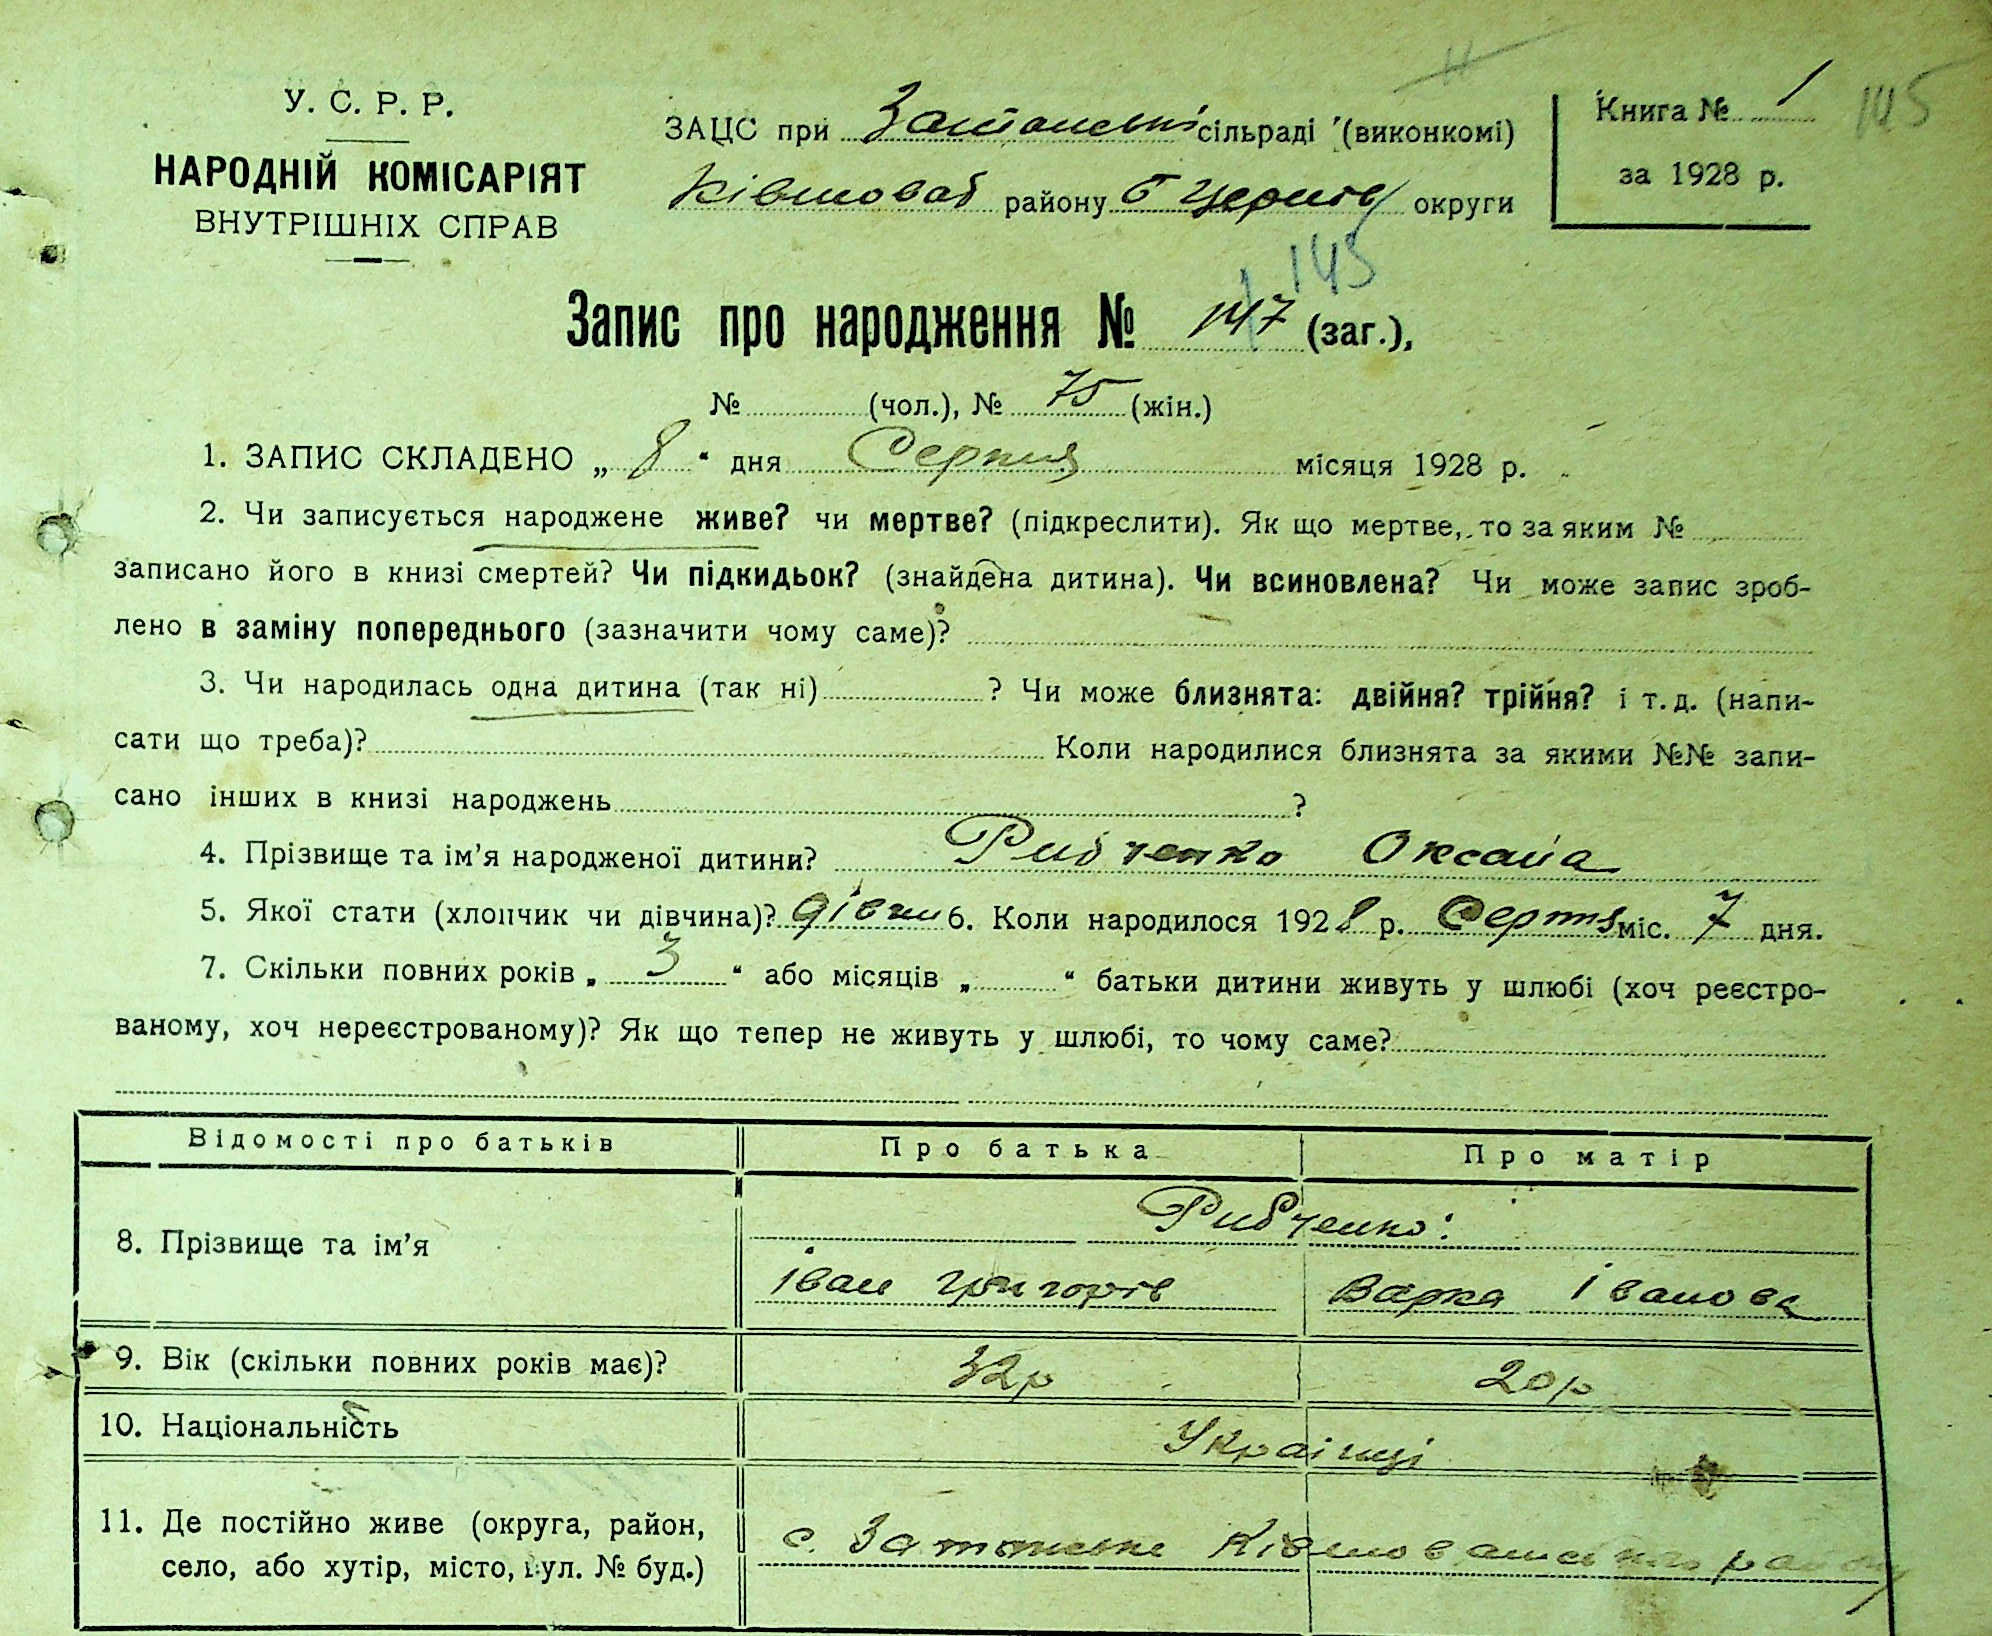 145
У. С. Р. Р.
НАРОДНІЙ КОМІСАРІЯТ
ВНУТРІШНІХ СПРАВ
ЗАЦС при сільраді (виконкомі)
району Б Церків округи
Книга № 1
за 1928 р.
145
Запис про народження № 147 (заг.),
№ (чол.), № 75 (жін.)
1. ЗАПИС СКЛАДЕНО „ 8 “ дня Серпня місяця 1928 р.
2. Чи записується народжене живе? чи мертве? (підкреслити). Як що мертве, то за яким №
записано його в книзі смертей? Чи підкидьок? (знайдена дитина). Чи всиновлена? Чи може запис зроб-
лено в заміну попереднього (зазначити чому саме)?
3. Чи народилась одна дитина (так ні) ? Чи може близнята: двійня? трійня? і т. д. (напи-
сати що треба)? Коли народилися близнята за якими №№ запи-
сано інших в книзі народжень ?
4. Прізвище та ім’я народженої дитини? Рибченко Оксана
5. Якої стати (хлопчик чи дівчина)? дівчи 6. Коли народилося 1928 р. Серпня міс. 7 дня.
7. Скільки повних років „ 3 “ або місяців „ “ батьки дитини живуть у шлюбі (хоч реєстро-
ваному, хоч нереєстрованому)? Як що тепер не живуть у шлюбі, то чому саме?
Відомості про батьків Про батька Про матір
8. Прізвище та ім’я Рибченко:
Іван Григорів Варка Іванова
9. Вік (скільки повних років має)? 32р 20р
10. Національність Українці
11. Де постійно живе (округа, район,
село, або хутір, місто, вул. № буд.) с.